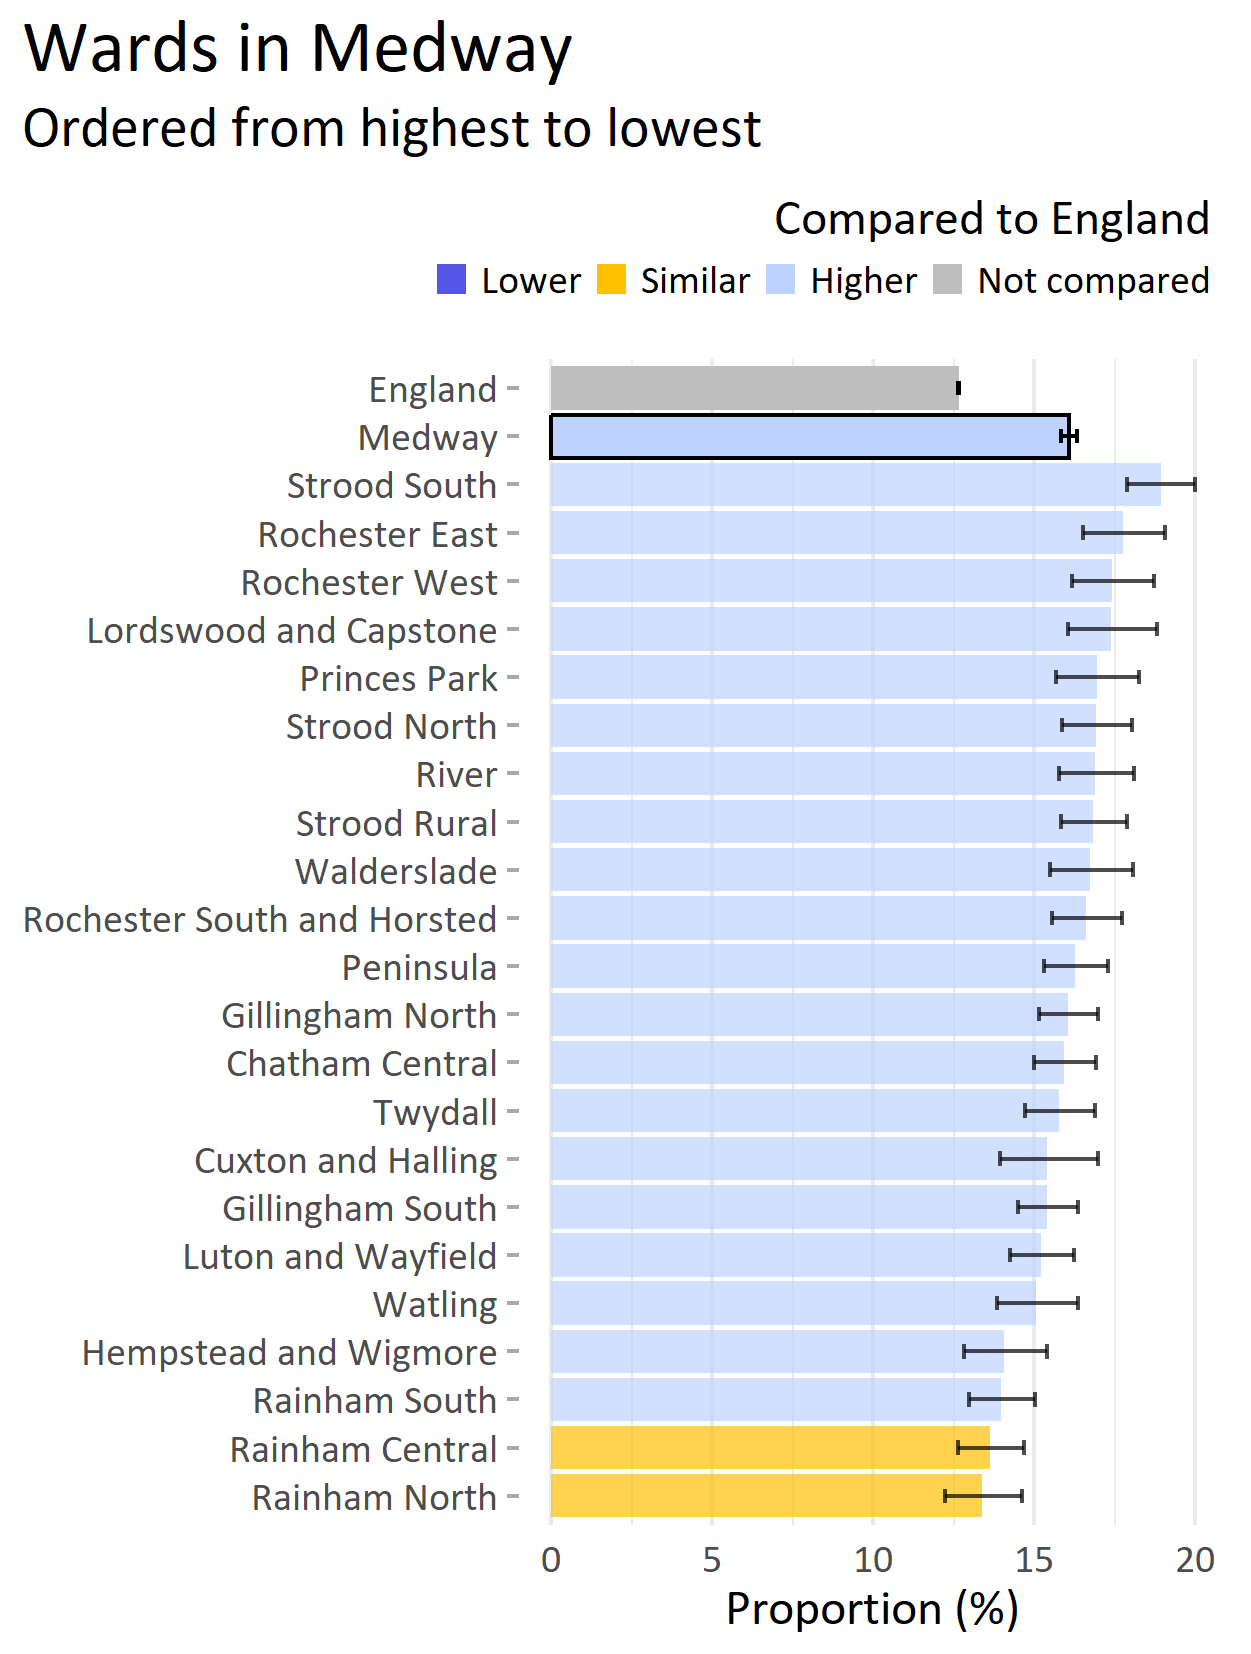 Wards in Medway
Ordered from highest to lowest
Compared to England
Lower Similar Higher Not compared
England
Medway
Strood South
Rochester East
Rochester West
Lordswood and Capstone
Princes Park
Strood North
River
Strood Rural
Walderslade
Rochester South and Horsted
Peninsula
Gillingham North
Chatham Central
Twydall
Cuxton and Halling
Gillingham South
Luton and Wayfield
Watling
Hempstead and Wigmore
Rainham South
Rainham Central
Rainham North
0 5 10 15 20
Proportion (%)